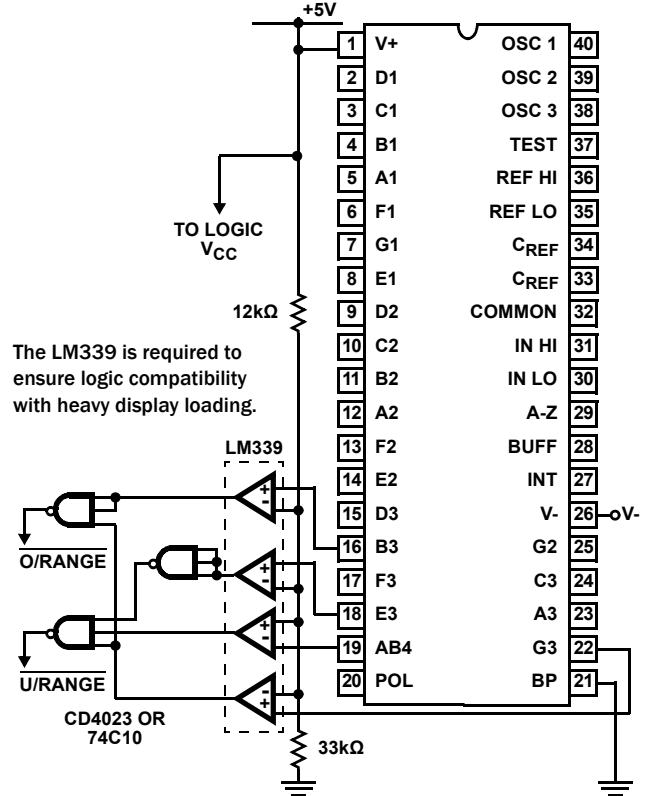 +5V
1 V+ OSC 1 40
2 D1 OSC 2 39
3 C1 OSC 3 38
4 B1 TEST 37
5 A1 REF HI 36
6 F1 REF LO 35
7 G1 CREF 34
8 E1 CREF 33
9 D2 COMMON 32
10 C2 IN HI 31
11 B2 IN LO 30
12 A2 A-Z 29
13 F2 BUFF 28
14 E2 INT 27
15 D3 V- 26 V-
16 B3 G2 25
17 F3 C3 24
18 E3 A3 23
19 AB4 G3 22
20 POL BP 21
TO LOGIC
VCC
12kΩ
The LM339 is required to
ensure logic compatibility
with heavy display loading.
LM339
+
-
+
-
+
-
-
+
O/RANGE
U/RANGE
CD4023 OR
74C10
33kΩ